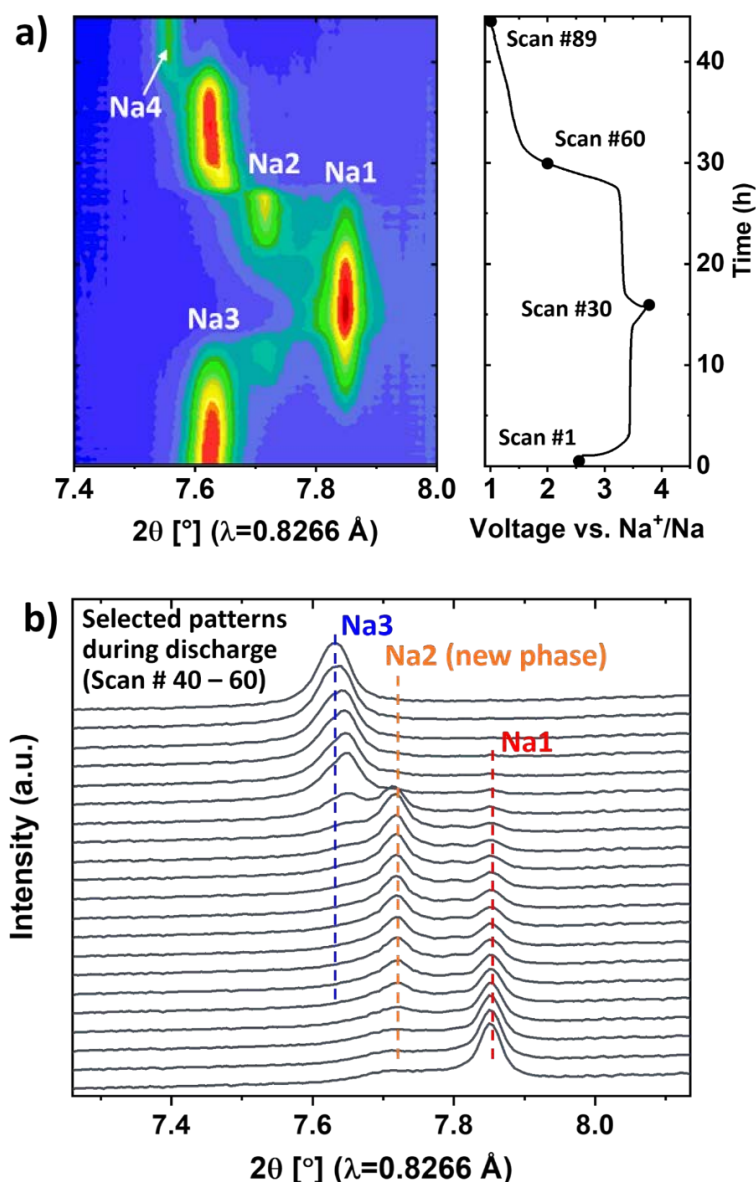 a)
Na4
Na2
Na1
Na3
7.4 7.6 7.8 8.0
2θ [°] (λ=0.8266 Å)
Scan #89
Scan #60
Scan #30
Scan #1
40
30
20
10
0
Time (h)
1 2 3 4
Voltage vs. Na⁺/Na
b)
Selected patterns
during discharge
(Scan # 40 – 60)
Na3
Na2 (new phase)
Na1
Intensity (a.u.)
7.4 7.6 7.8 8.0
2θ [°] (λ=0.8266 Å)